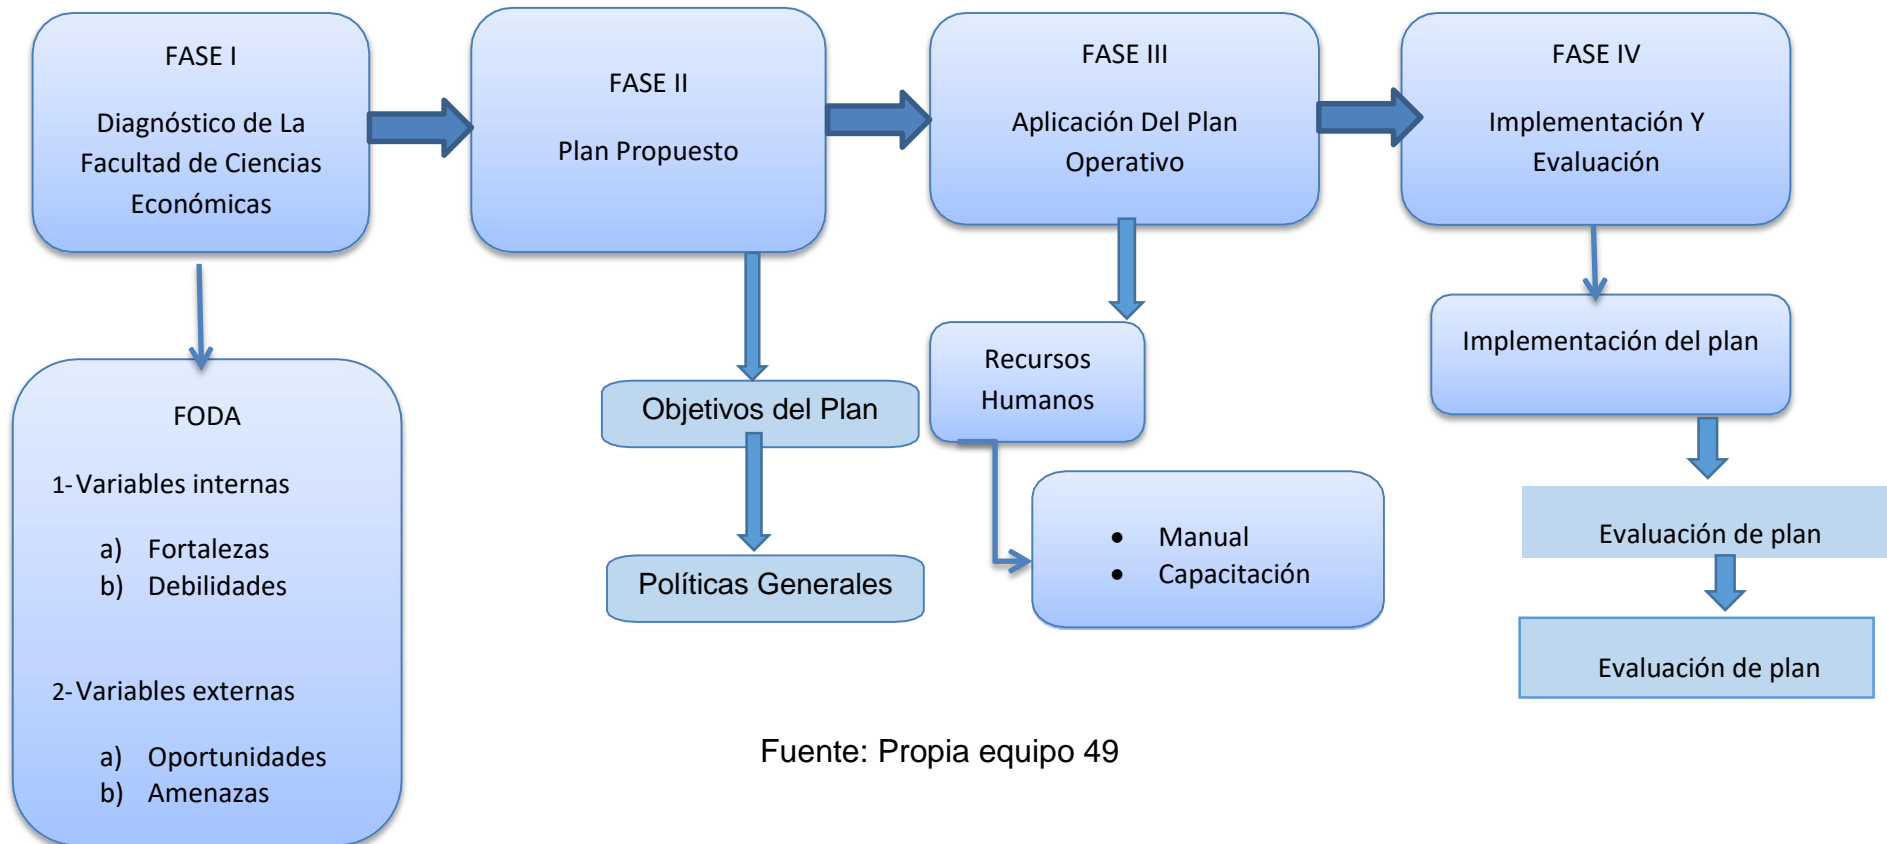 FASE I
Diagnóstico de La
Facultad de Ciencias
Económicas
FASE II
Plan Propuesto
FASE III
Aplicación Del Plan
Operativo
FASE IV
Implementación Y
Evaluación
FODA
1-Variables internas
a) Fortalezas
b) Debilidades
2-Variables externas
a) Oportunidades
b) Amenazas
Objetivos del Plan
Políticas Generales
Recursos
Humanos
• Manual
• Capacitación
Implementación del plan
Evaluación de plan
Evaluación de plan
Fuente: Propia equipo 49